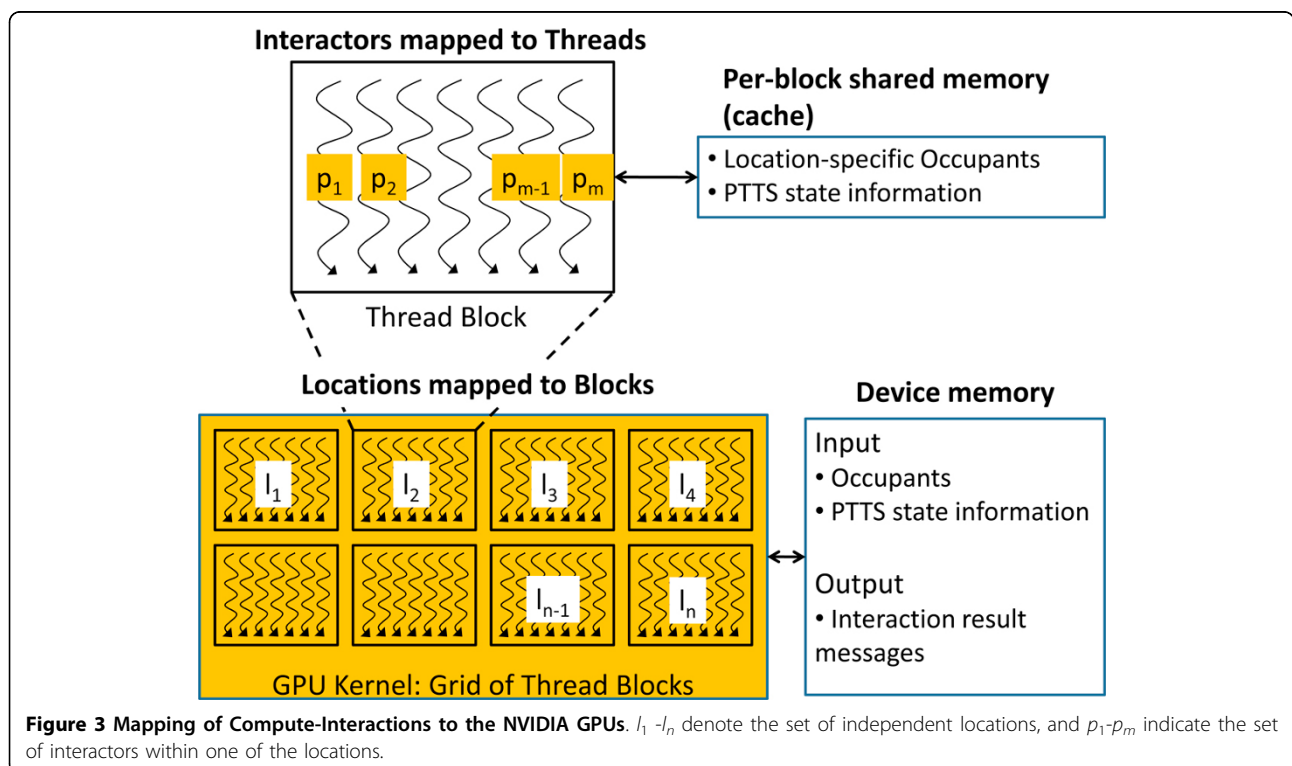 Interactors mapped to Threads
Per-block shared memory
(cache)
• Location-specific Occupants
• PTTS state information
p1 p2 pm-1 pm
Thread Block
Locations mapped to Blocks
Device memory
l1 l2 l3 l4
ln-1 ln
Input
• Occupants
• PTTS state information
Output
• Interaction result
messages
GPU Kernel: Grid of Thread Blocks
Figure 3 Mapping of Compute-Interactions to the NVIDIA GPUs. l1 -ln denote the set of independent locations, and p1-pm indicate the set
of interactors within one of the locations.